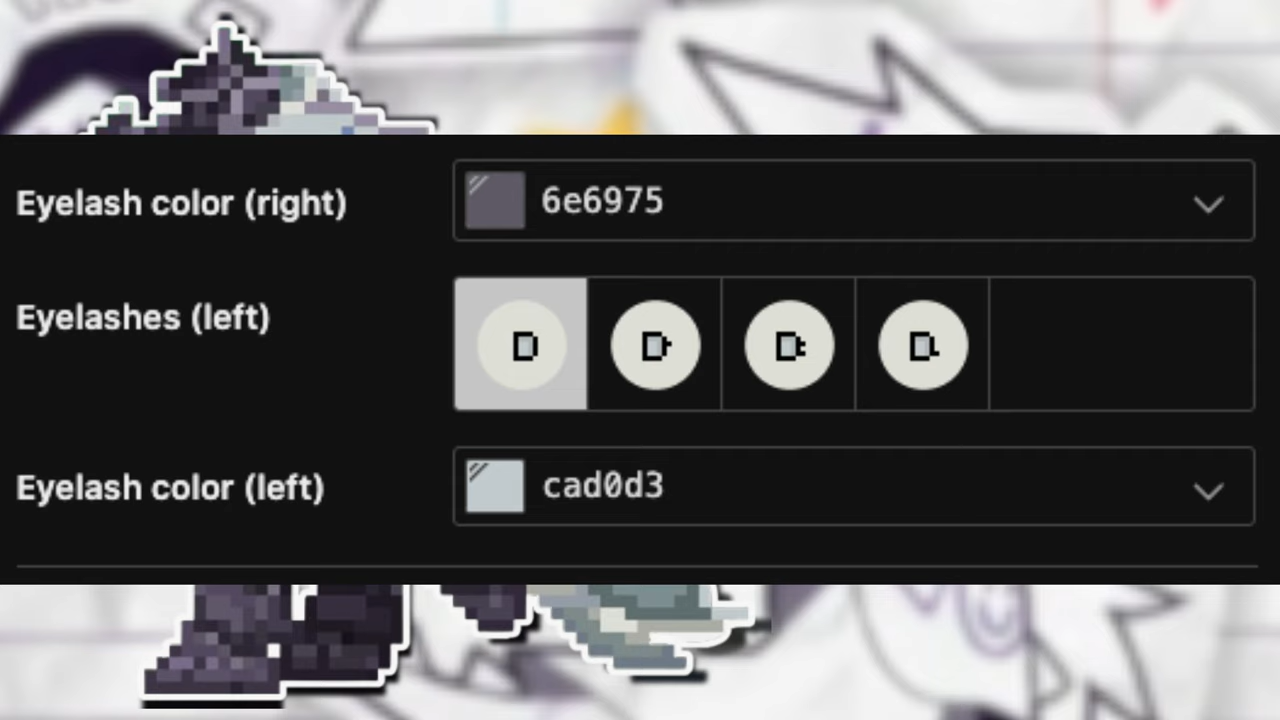 Eyelash color (right)
6e6975
Eyelashes (left)
Eyelash color (left)
cad0d3